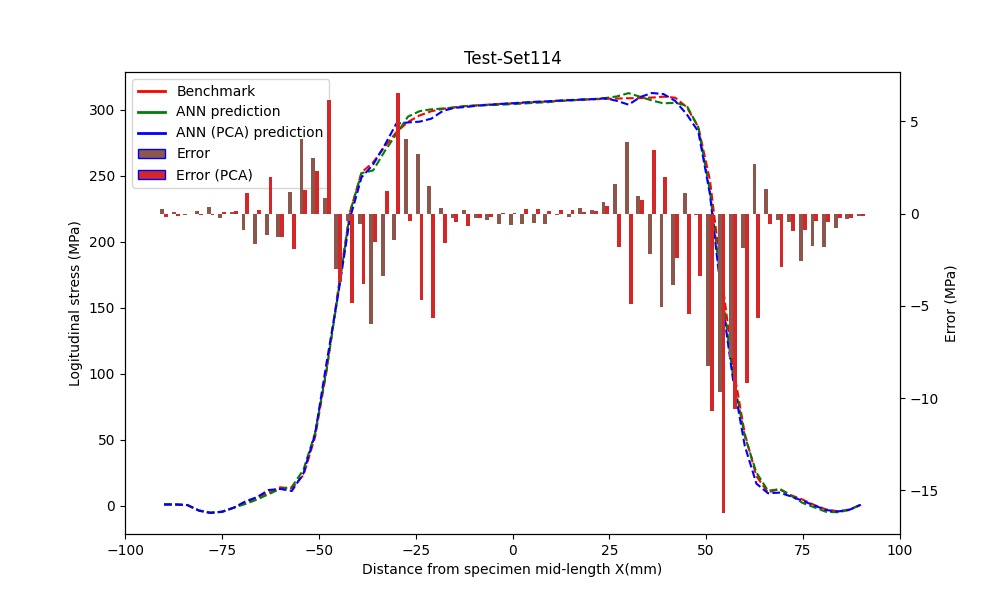 Test-Set114
Benchmark
ANN prediction
ANN (PCA) prediction
Error
Error (PCA)
Logitudinal stress (MPa)
300
250
200
150
100
50
0
5
0
−5
−10
−15
Error (MPa)
−100
−75
−50
−25
0
25
50
75
100
Distance from specimen mid-length X(mm)